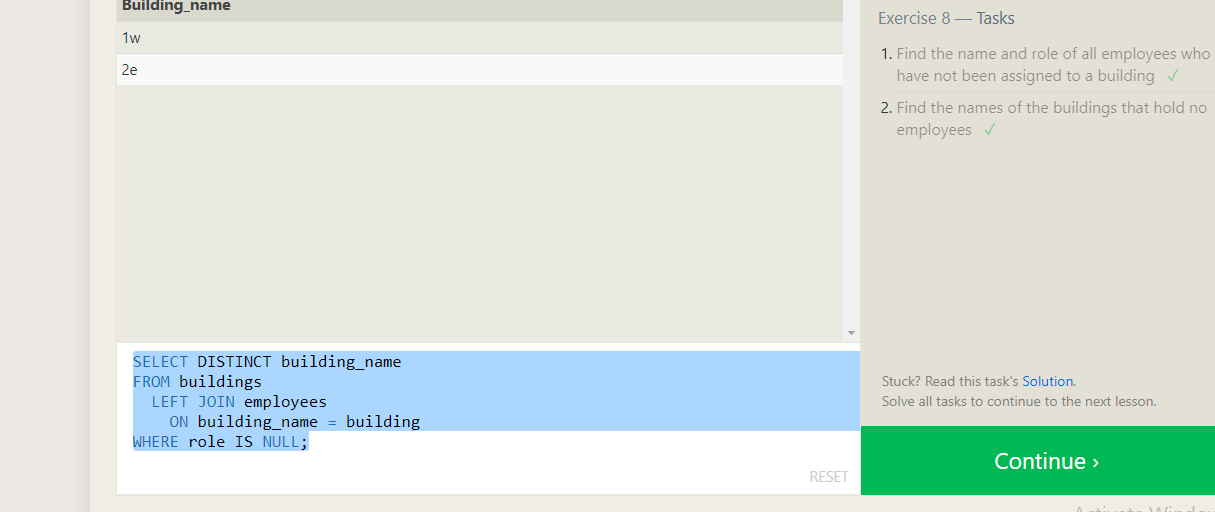 Building_name
1w
2e
SELECT DISTINCT building_name
FROM buildings
LEFT JOIN employees
ON building_name = building
WHERE role IS NULL;
RESET
Exercise 8 — Tasks
1. Find the name and role of all employees who
have not been assigned to a building ✓
2. Find the names of the buildings that hold no
employees ✓
Stuck? Read this task's Solution.
Solve all tasks to continue to the next lesson.
Continue ›
Activate Window